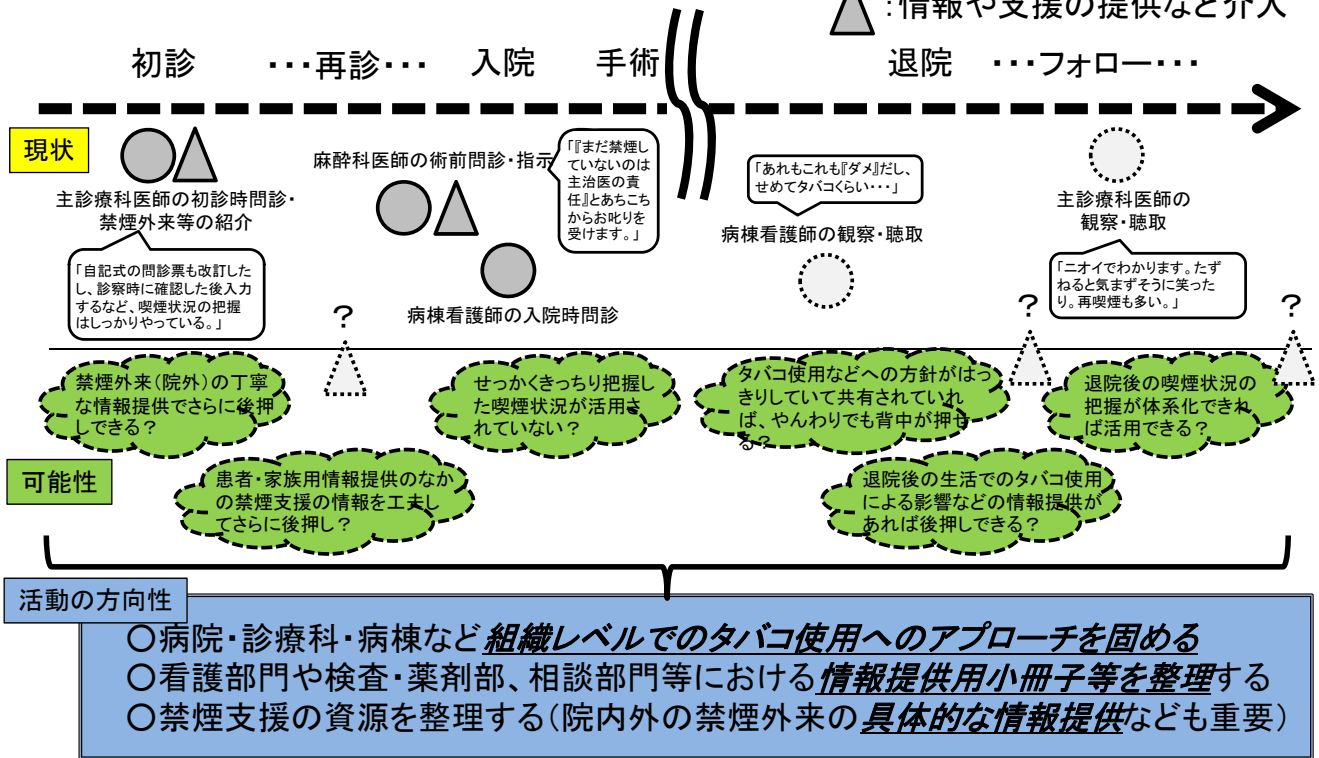 ：情報や支援の提供など介入
初診 ・・・再診・・・ 入院 手術 退院 ・・・フォロー・・・
現状
主診療科医師の初診時問診・
禁煙外来等の紹介
「自記式の問診票も改訂した
し、診察時に確認した後入力
するなど、喫煙状況の把握
はしっかりやっている。」
麻酔科医師の術前問診・指示
「『まだ禁煙し
ていないのは
主治医の責
任』とあちこち
からお叱りを
受けます。」
病棟看護師の入院時問診
「あれもこれも『ダメ』だし、
せめてタバコくらい・・・」
病棟看護師の観察・聴取
主診療科医師の
観察・聴取
「ニオイでわかります。たず
ねると気まずそうに笑った
り。再喫煙も多い。」
？
？
？
禁煙外来（院外）の丁寧
な情報提供でさらに後押
しできる？
せっかくきっちり把握し
た喫煙状況が活用さ
れていない？
タバコ使用などへの方針がはっ
きりしていて共有されていれ
ば、やんわりでも背中が押せ
る？
退院後の喫煙状況の
把握が体系化できれ
ば活用できる？
可能性
患者・家族用情報提供のなか
の禁煙支援の情報を工夫し
てさらに後押し？
退院後の生活でのタバコ使用
による影響などの情報提供が
あれば後押しできる？
活動の方向性
○病院・診療科・病棟など組織レベルでのタバコ使用へのアプローチを固める
○看護部門や検査・薬剤部、相談部門等における情報提供用小冊子等を整理する
○禁煙支援の資源を整理する（院内外の禁煙外来の具体的な情報提供なども重要）